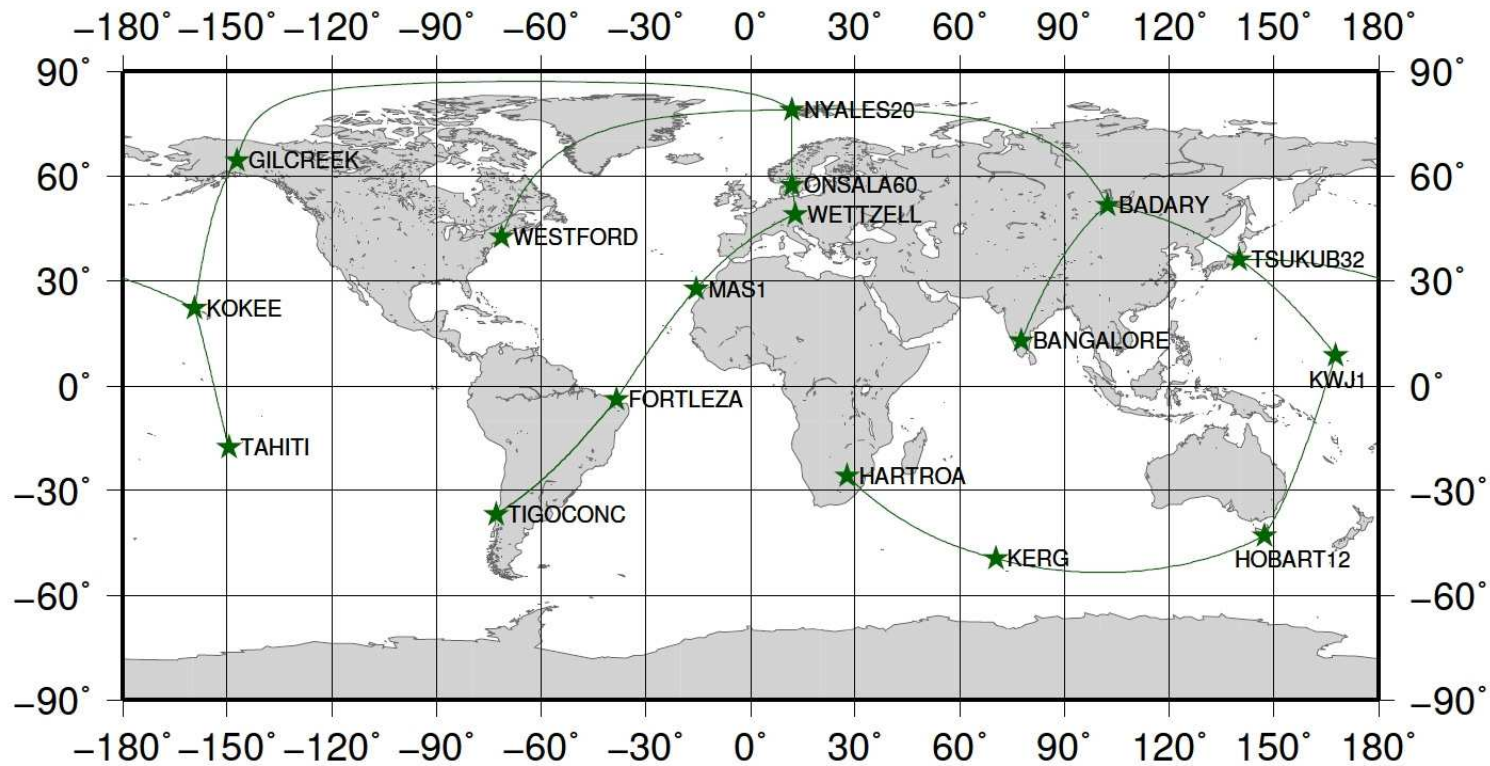 −180˚ −150˚ −120˚ −90˚ −60˚ −30˚ 0˚ 30˚ 60˚ 90˚ 120˚ 150˚ 180˚
90˚ 90˚
NYALES20
GILCREEK
60˚ 60˚
ONSALA60
BADARY
WETTZELL
WESTFORD
TSUKUB32
30˚ 30˚
MAS1
KOKEE
BANGALORE
KWJ1
0˚ 0˚
FORTLEZA
TAHITI
HARTROA
−30˚ −30˚
TIGOCONC
KERG
HOBART12
−60˚ −60˚
−90˚ −90˚
−180˚ −150˚ −120˚ −90˚ −60˚ −30˚ 0˚ 30˚ 60˚ 90˚ 120˚ 150˚ 180˚